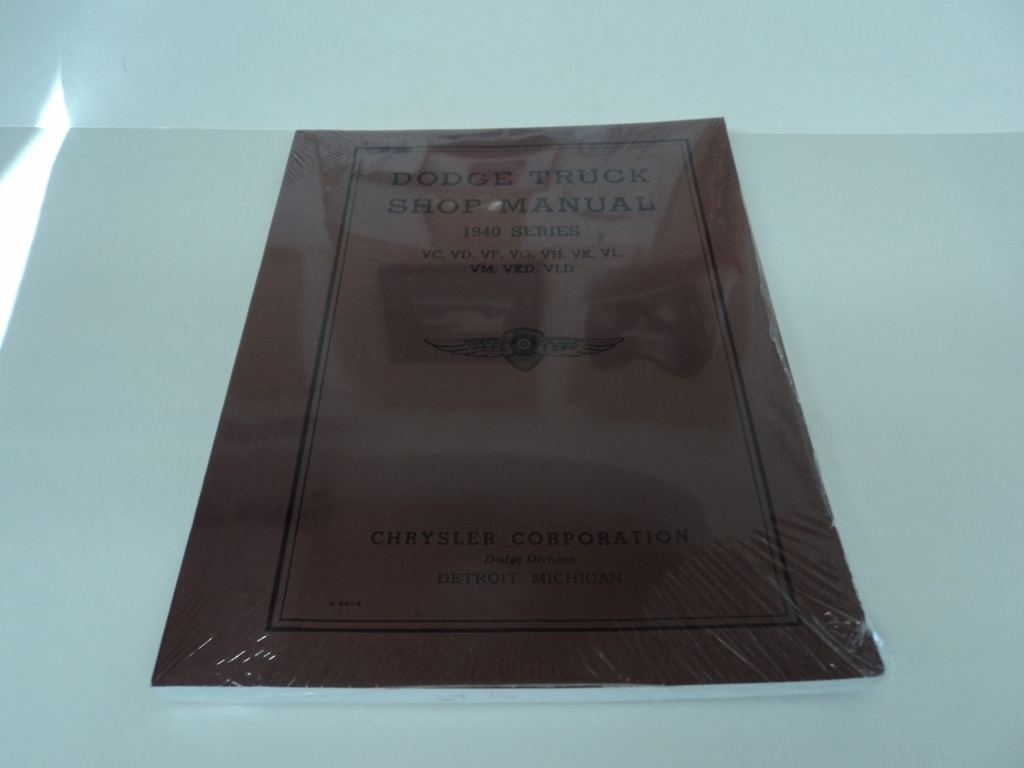 DODGE TRUCK
SHOP MANUAL
1940 SERIES
VC, VD, VF, VG, VH, VK, VL,
VM, VKD, VLD
CHRYSLER CORPORATION
Dodge Division
DETROIT, MICHIGAN